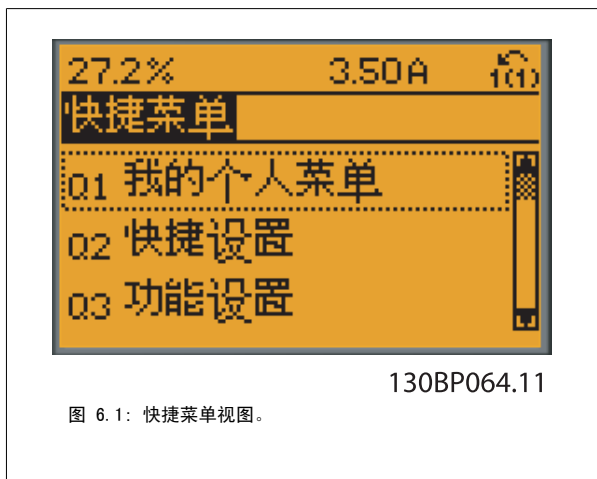 27.2% 3.50A 1(1)
快捷菜单
Q1 我的个人菜单
Q2 快捷设置
Q3 功能设置
130BP064.11
图 6.1: 快捷菜单视图。